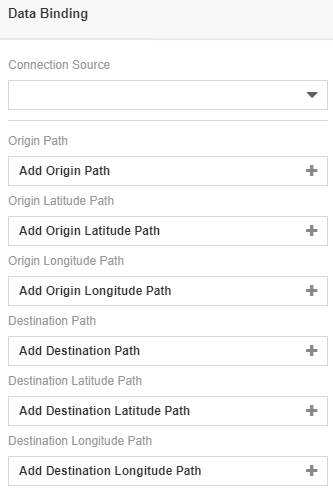 Data Binding
Connection Source
Origin Path
Add Origin Path
Origin Latitude Path
Add Origin Latitude Path
Origin Longitude Path
Add Origin Longitude Path
Destination Path
Add Destination Path
Destination Latitude Path
Add Destination Latitude Path
Destination Longitude Path
Add Destination Longitude Path